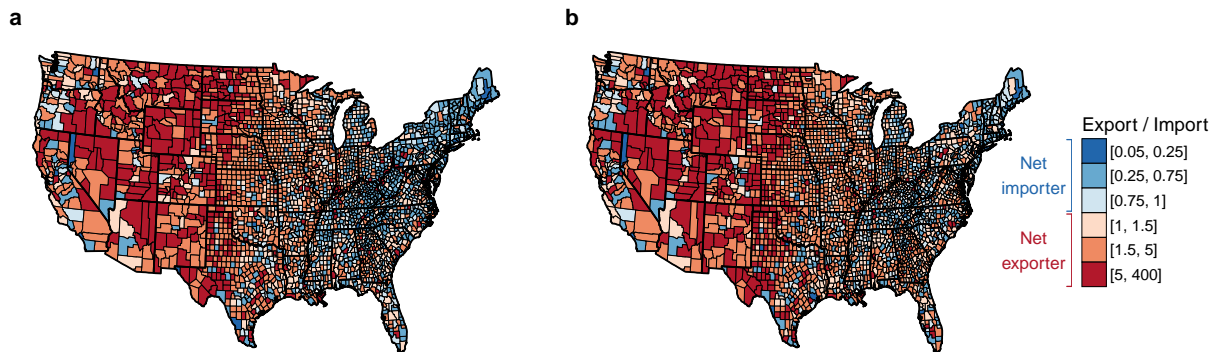 a
b
Export / Import
Net
importer
[0.05, 0.25]
[0.25, 0.75]
[0.75, 1]
Net
exporter
[1, 1.5]
[1.5, 5]
[5, 400]